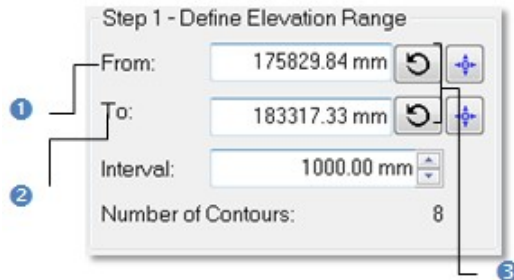 Step 1 - Define Elevation Range
From: 175829.84 mm
To: 183317.33 mm
Interval: 1000.00 mm
Number of Contours: 8
1
2
3